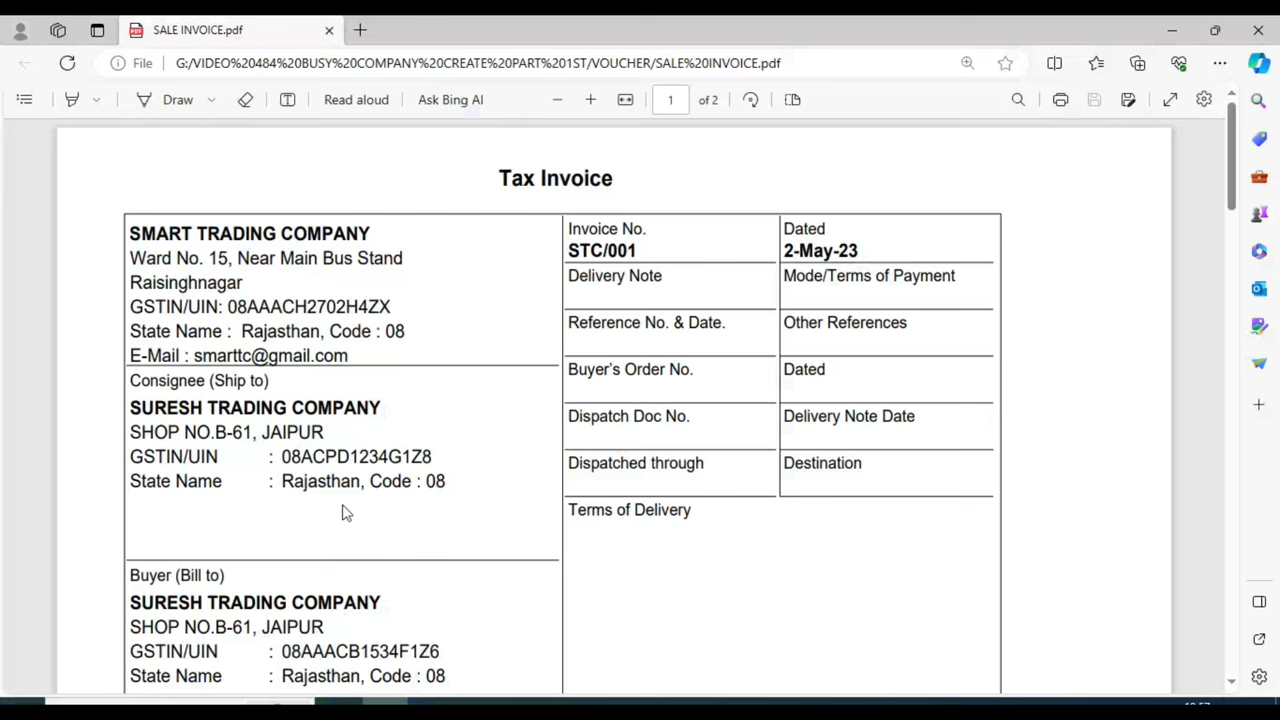 SALE INVOICE.pdf
File G:/VIDEO%20484%20BUSY%20COMPANY%20CREATE%20PART%201ST/VOUCHER/SALE%20INVOICE.pdf
Draw Read aloud Ask Bing AI 1 of 2
Tax Invoice
SMART TRADING COMPANY
Ward No. 15, Near Main Bus Stand
Raisinghnagar
GSTIN/UIN: 08AAACH2702H4ZX
State Name : Rajasthan, Code : 08
E-Mail : smarttc@gmail.com
Consignee (Ship to)
SURESH TRADING COMPANY
SHOP NO.B-61, JAIPUR
GSTIN/UIN : 08ACPD1234G1Z8
State Name : Rajasthan, Code : 08
Buyer (Bill to)
SURESH TRADING COMPANY
SHOP NO.B-61, JAIPUR
GSTIN/UIN : 08AAACB1534F1Z6
State Name : Rajasthan, Code : 08
Invoice No.
STC/001
Dated
2-May-23
Delivery Note
Mode/Terms of Payment
Reference No. & Date.
Other References
Buyer's Order No.
Dated
Dispatch Doc No.
Delivery Note Date
Dispatched through
Destination
Terms of Delivery